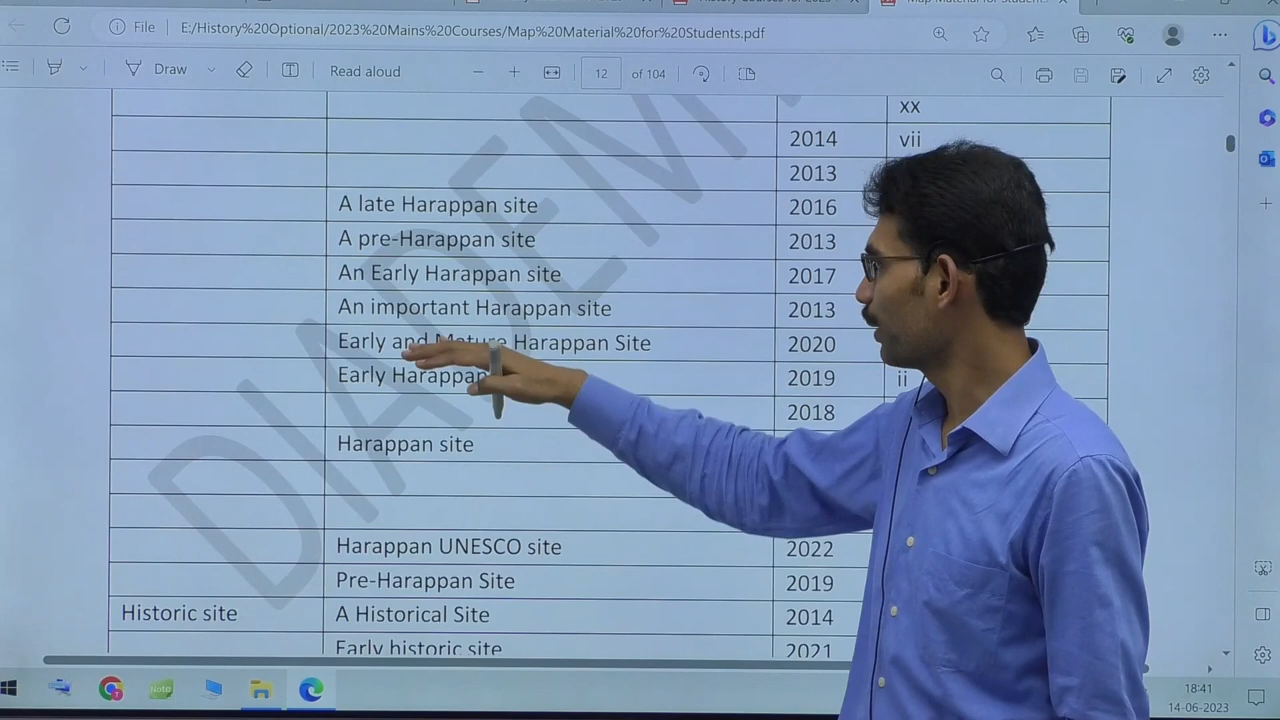 File E:/History%20Optional/2023%20Mains%20Courses/Map%20Material%20for%20Students.pdf
Draw Read aloud 12 of 104
xx
2014 vii
2013
A late Harappan site 2016
A pre-Harappan site 2013
An Early Harappan site 2017
An important Harappan site 2013
Early and Mature Harappan Site 2020
Early Harappan 2019 ii
2018
Harappan site
Harappan UNESCO site 2022
Pre-Harappan Site 2019
Historic site A Historical Site 2014
Early historic site 2021
DIADEM
Note
18:41
14-06-2023